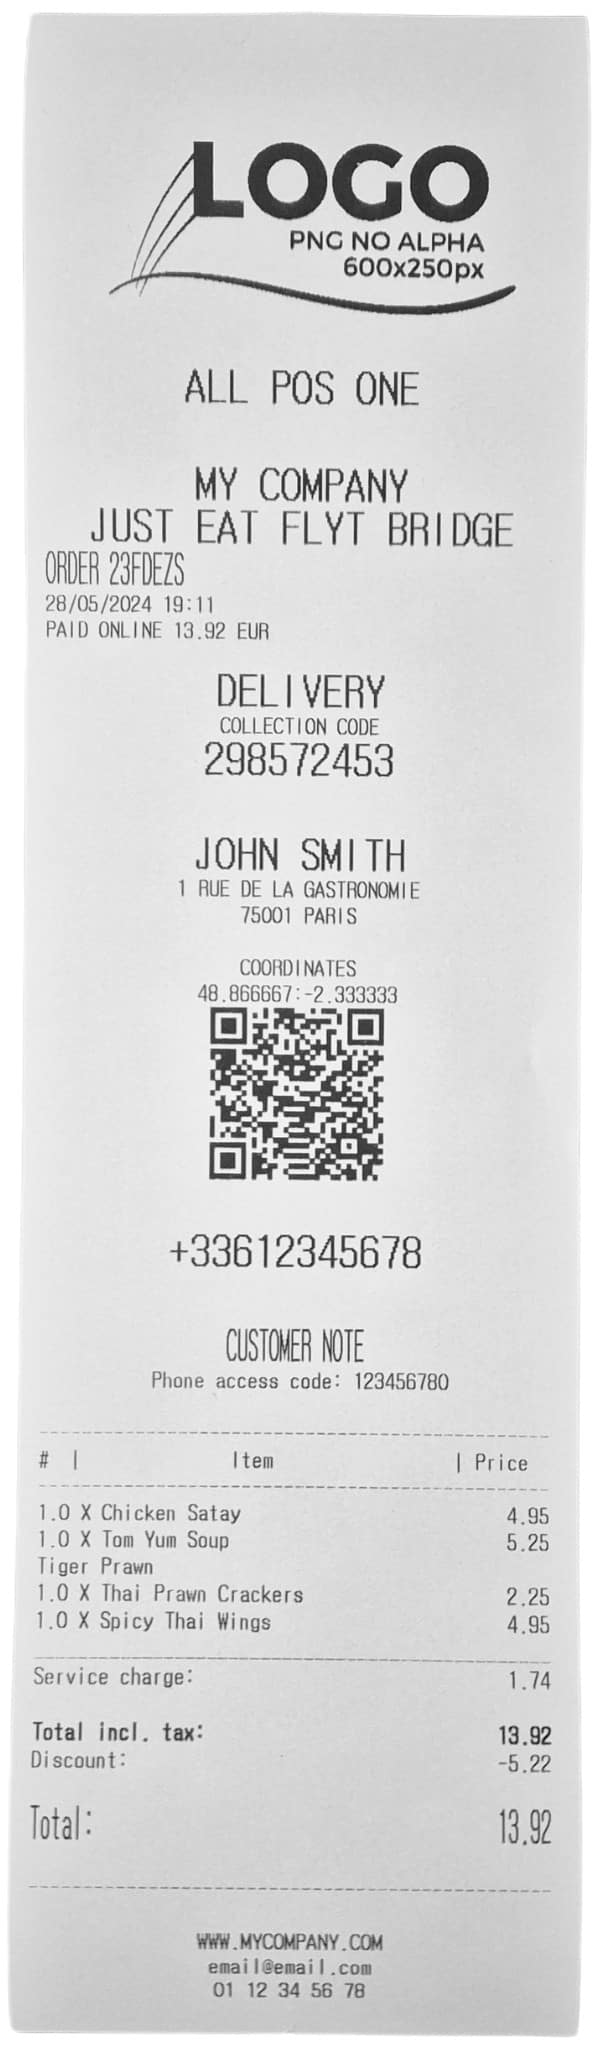 LOGO
PNG NO ALPHA
600x250px
ALL POS ONE
MY COMPANY
JUST EAT FLYT BRIDGE
ORDER 23FDEZS
28/05/2024 19:11
PAID ONLINE 13.92 EUR
DELIVERY
COLLECTION CODE
298572453
JOHN SMITH
1 RUE DE LA GASTRONOMIE
75001 PARIS
COORDINATES
48.866667:-2.333333
+33612345678
CUSTOMER NOTE
Phone access code: 123456780
# | Item | Price
1.0 X Chicken Satay 4.95
1.0 X Tom Yum Soup 5.25
Tiger Prawn
1.0 X Thai Prawn Crackers 2.25
1.0 X Spicy Thai Wings 4.95
Service charge: 1.74
Total incl. tax: 13.92
Discount: -5.22
Total: 13.92
WWW.MYCOMPANY.COM
email@email.com
01 12 34 56 78